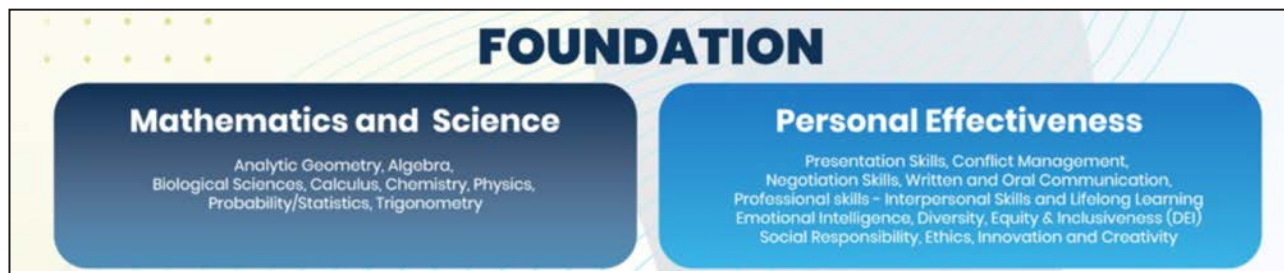 FOUNDATION
Mathematics and Science
Analytic Geometry, Algebra,
Biological Sciences, Calculus, Chemistry, Physics,
Probability/Statistics, Trigonometry
Personal Effectiveness
Presentation Skills, Conflict Management,
Negotiation Skills, Written and Oral Communication,
Professional skills - Interpersonal Skills and Lifelong Learning
Emotional Intelligence, Diversity, Equity & Inclusiveness (DEI)
Social Responsibility, Ethics, Innovation and Creativity